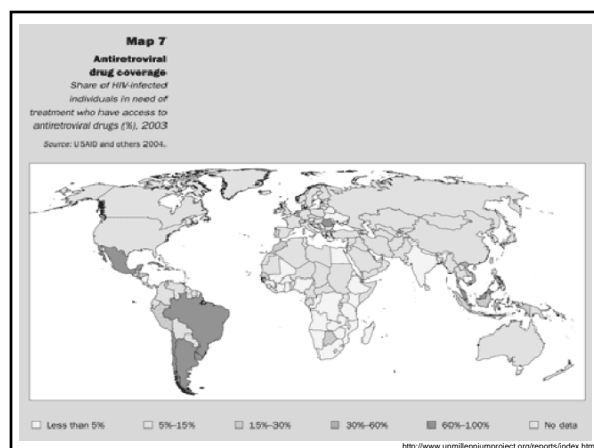 Map 7
Antiretroviral
drug coverage
Share of HIV-infected
individuals in need of
treatment who have access to
antiretroviral drugs (%), 2003
Source: USAID and others 2004.
Less than 5%
5%–15%
15%–30%
30%–60%
60%–100%
No data
http://www.unmillenniumproject.org/reports/index.htm